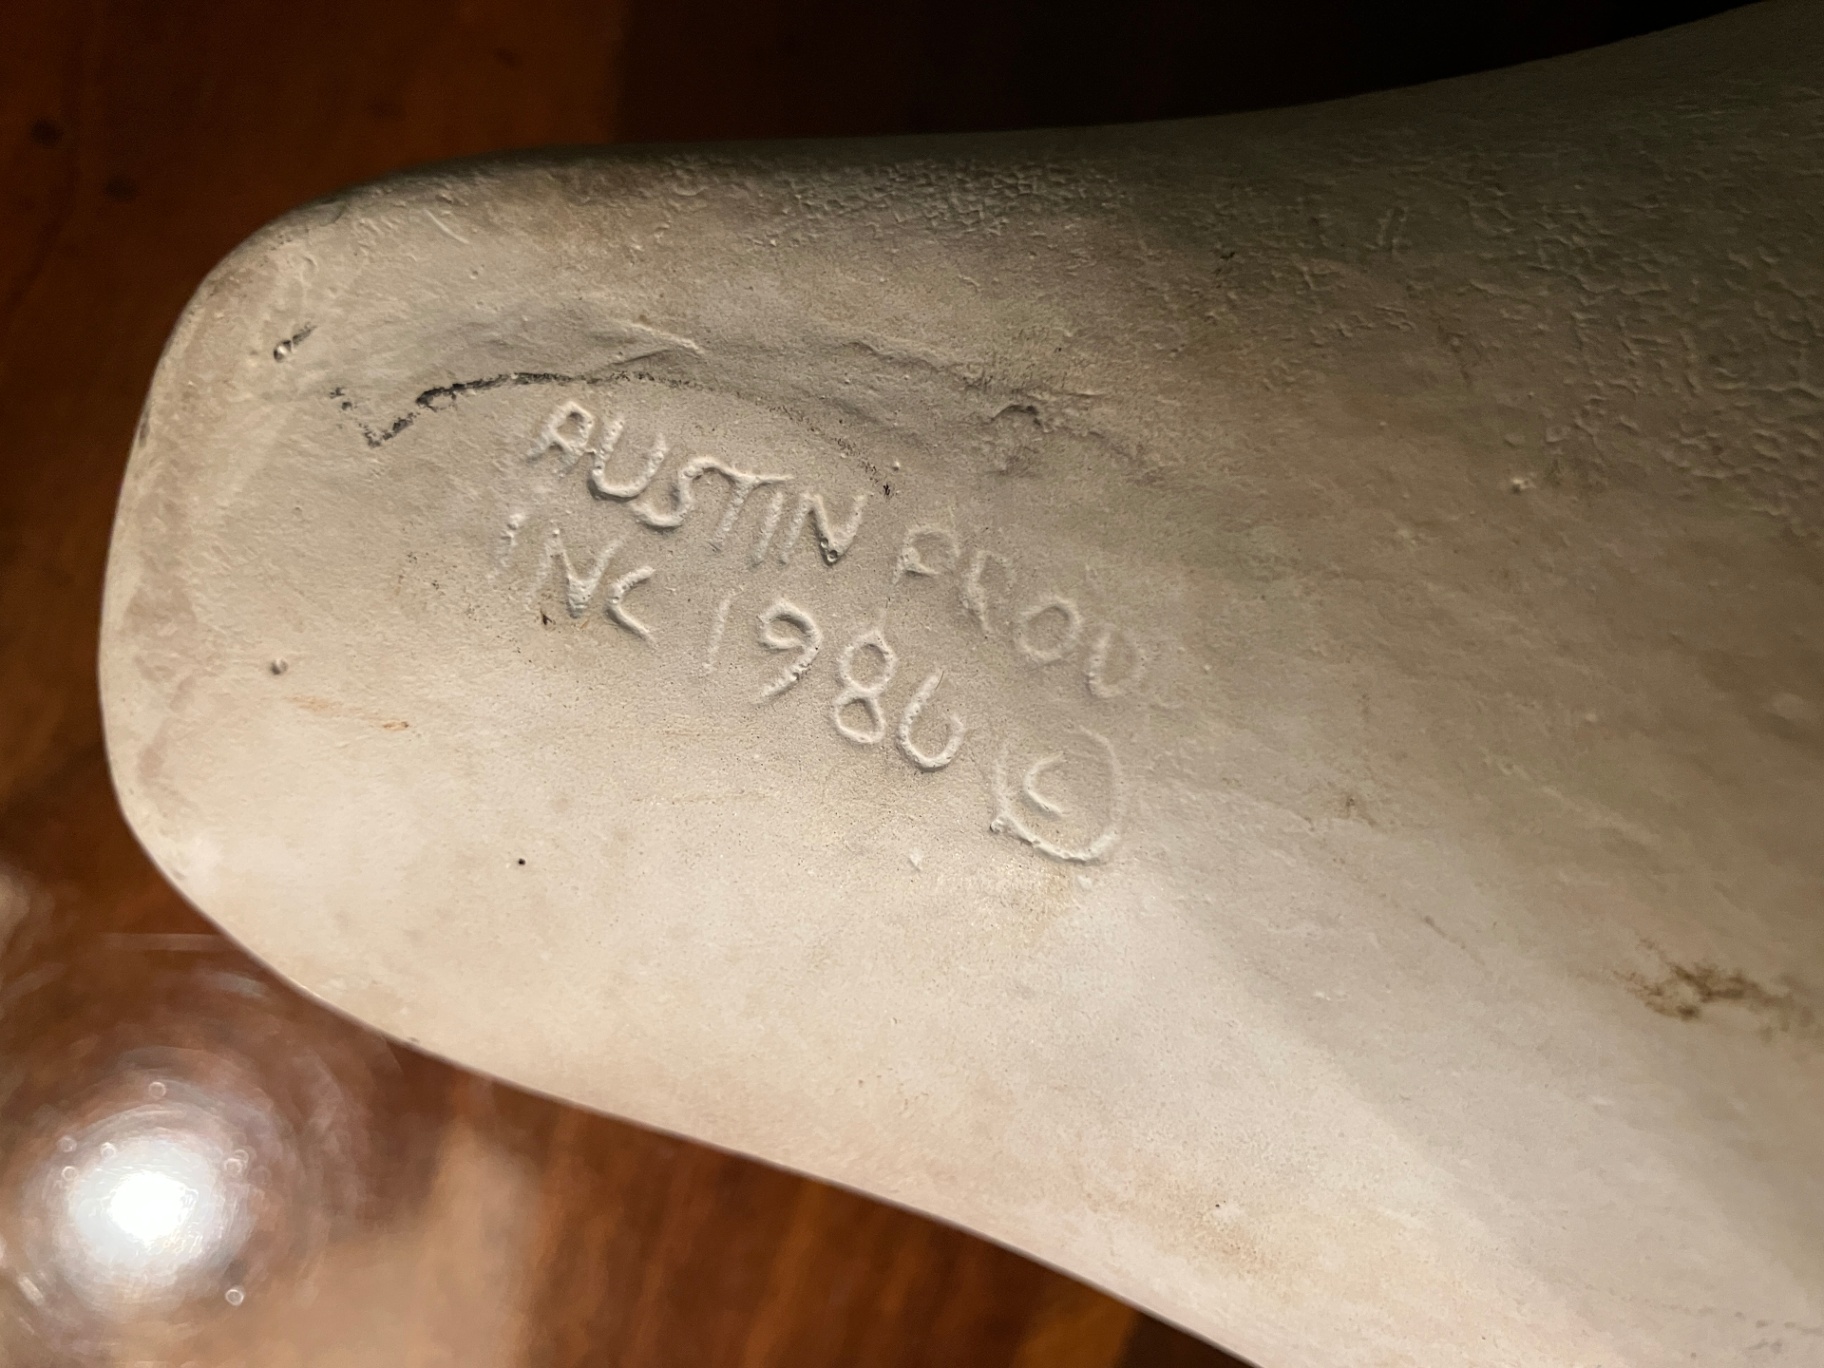 AUSTIN PROD
INC 1986 ©